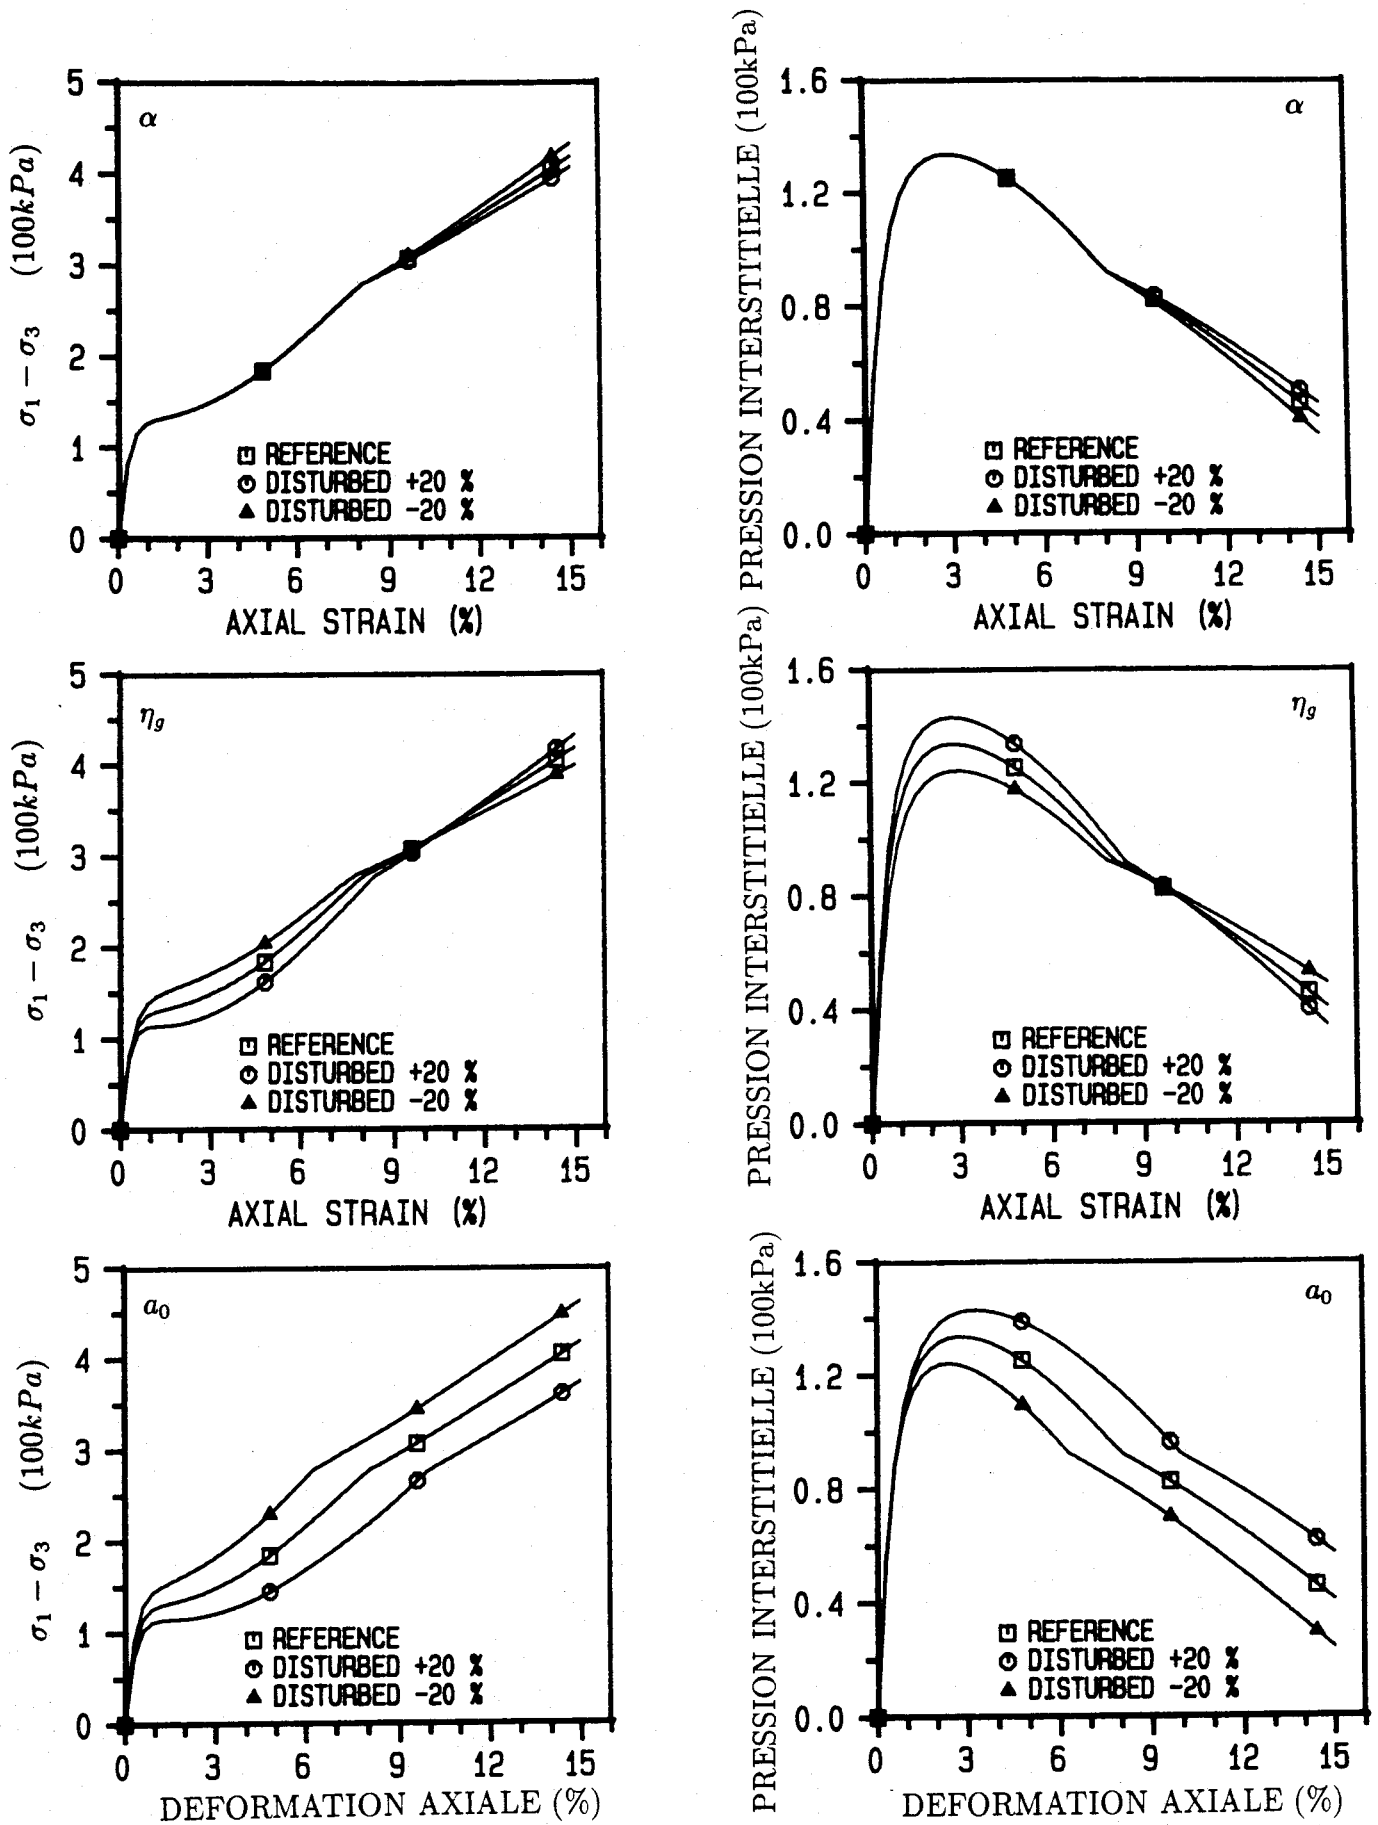 5
4
3
2
1
0
σ₁ − σ₃ (100kPa)
α
REFERENCE
DISTURBED +20 %
DISTURBED -20 %
0 3 6 9 12 15
AXIAL STRAIN (%)
1.6
1.2
0.8
0.4
0.0
PRESSION INTERSTITIELLE (100kPa)
α
REFERENCE
DISTURBED +20 %
DISTURBED -20 %
0 3 6 9 12 15
AXIAL STRAIN (%)
5
4
3
2
1
0
σ₁ − σ₃ (100kPa)
η_g
REFERENCE
DISTURBED +20 %
DISTURBED -20 %
0 3 6 9 12 15
AXIAL STRAIN (%)
1.6
1.2
0.8
0.4
0.0
PRESSION INTERSTITIELLE (100kPa)
η_g
REFERENCE
DISTURBED +20 %
DISTURBED -20 %
0 3 6 9 12 15
AXIAL STRAIN (%)
5
4
3
2
1
0
σ₁ − σ₃ (100kPa)
a₀
REFERENCE
DISTURBED +20 %
DISTURBED -20 %
0 3 6 9 12 15
DEFORMATION AXIALE (%)
1.6
1.2
0.8
0.4
0.0
PRESSION INTERSTITIELLE (100kPa)
a₀
REFERENCE
DISTURBED +20 %
DISTURBED -20 %
0 3 6 9 12 15
DEFORMATION AXIALE (%)